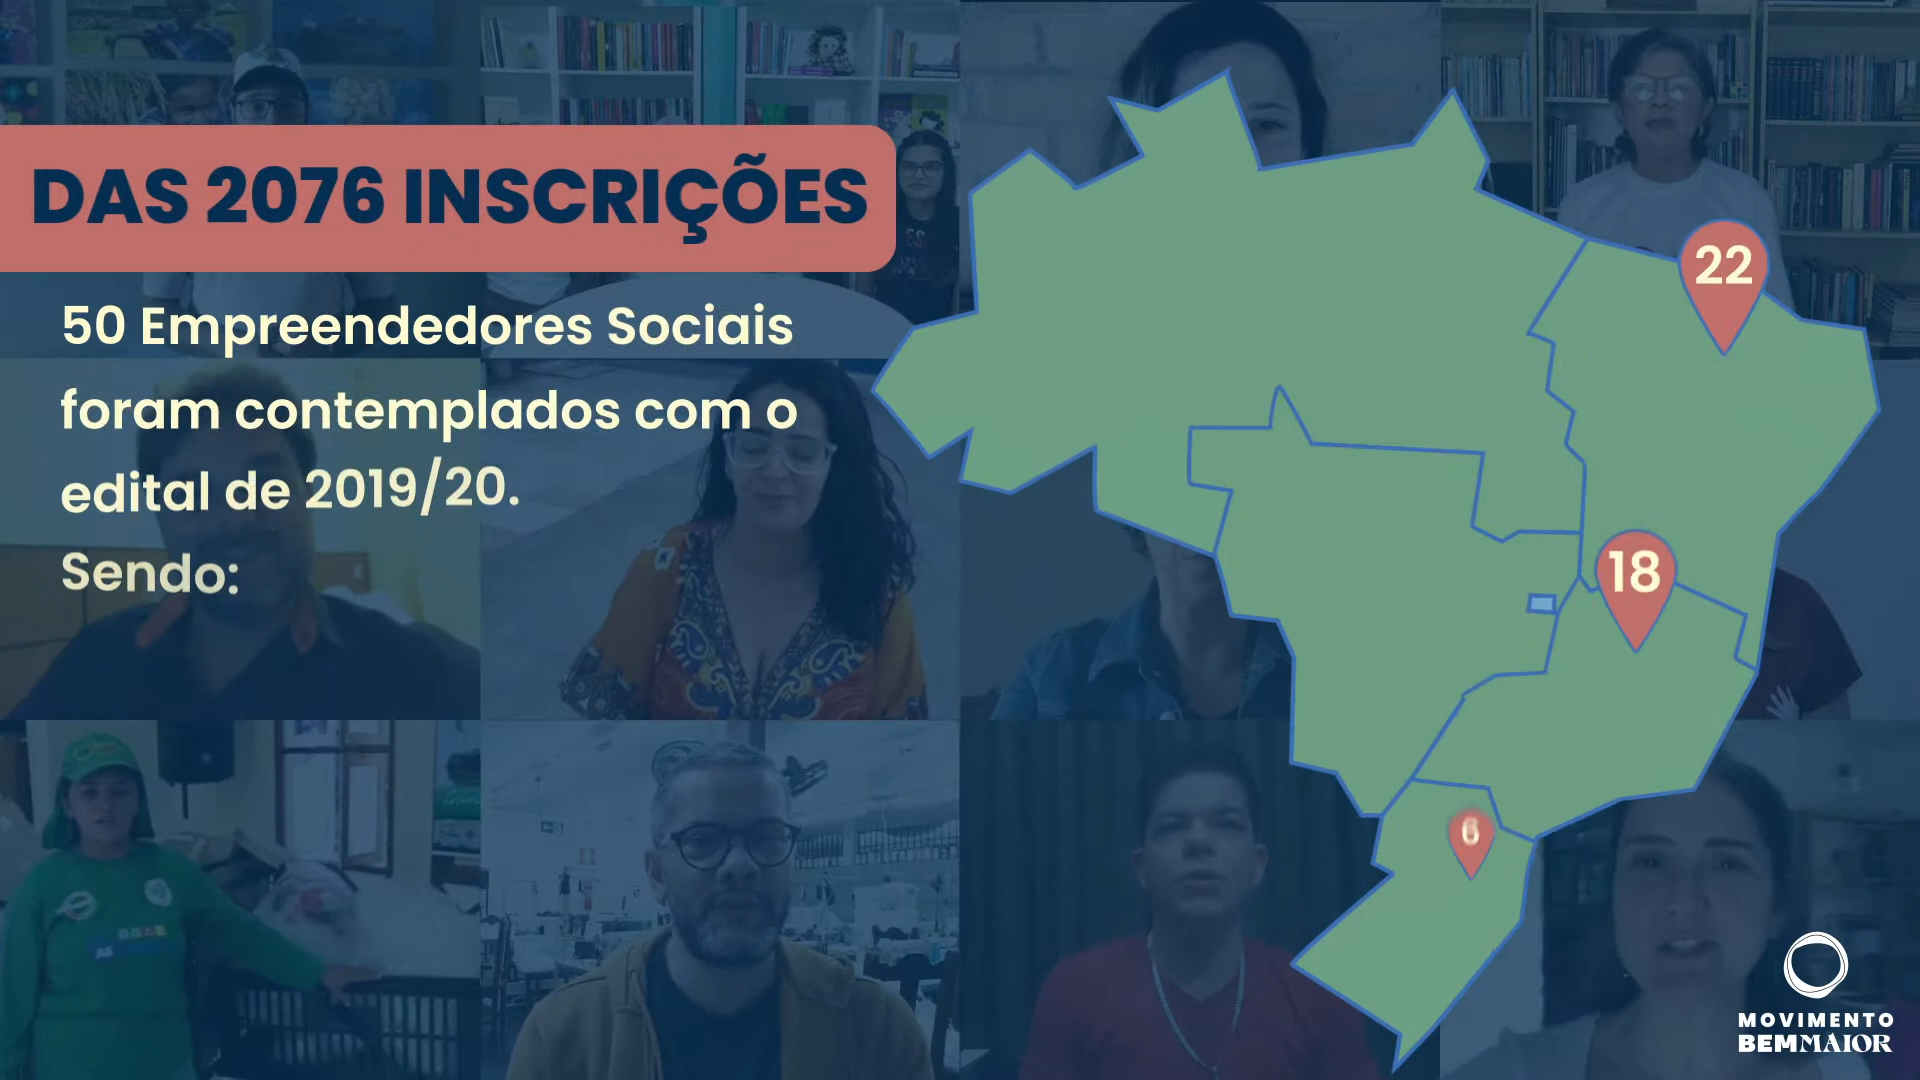 DAS 2076 INSCRIÇÕES
50 Empreendedores Sociais
foram contemplados com o
edital de 2019/20.
Sendo:
22
18
6
MOVIMENTO
BEMMAIOR